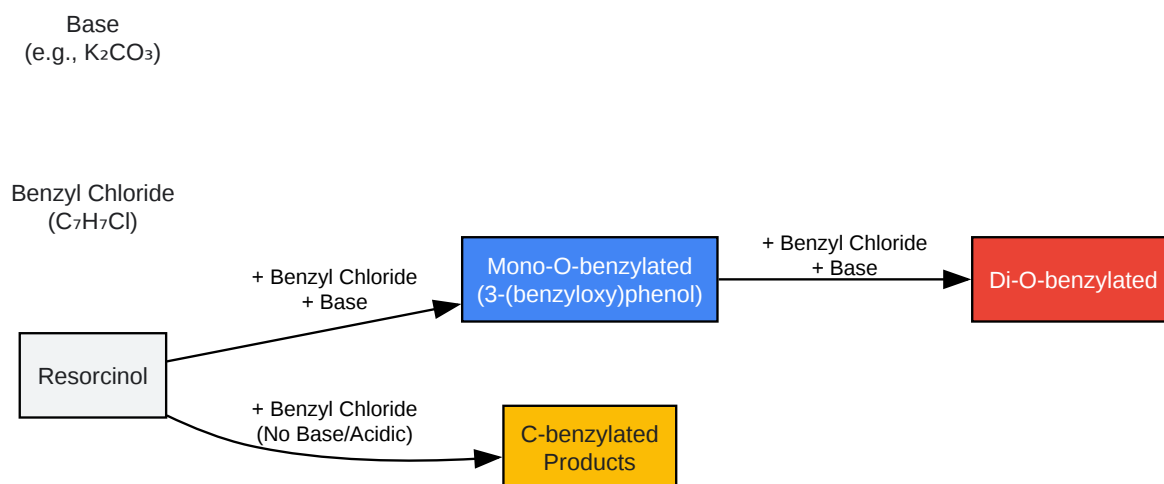 Base
(e.g., K₂CO₃)
Benzyl Chloride
(C₇H₇Cl)
+ Benzyl Chloride
+ Base
Mono-O-benzylated
(3-(benzyloxy)phenol)
+ Benzyl Chloride
+ Base
Di-O-benzylated
Resorcinol
+ Benzyl Chloride
(No Base/Acidic)
C-benzylated
Products